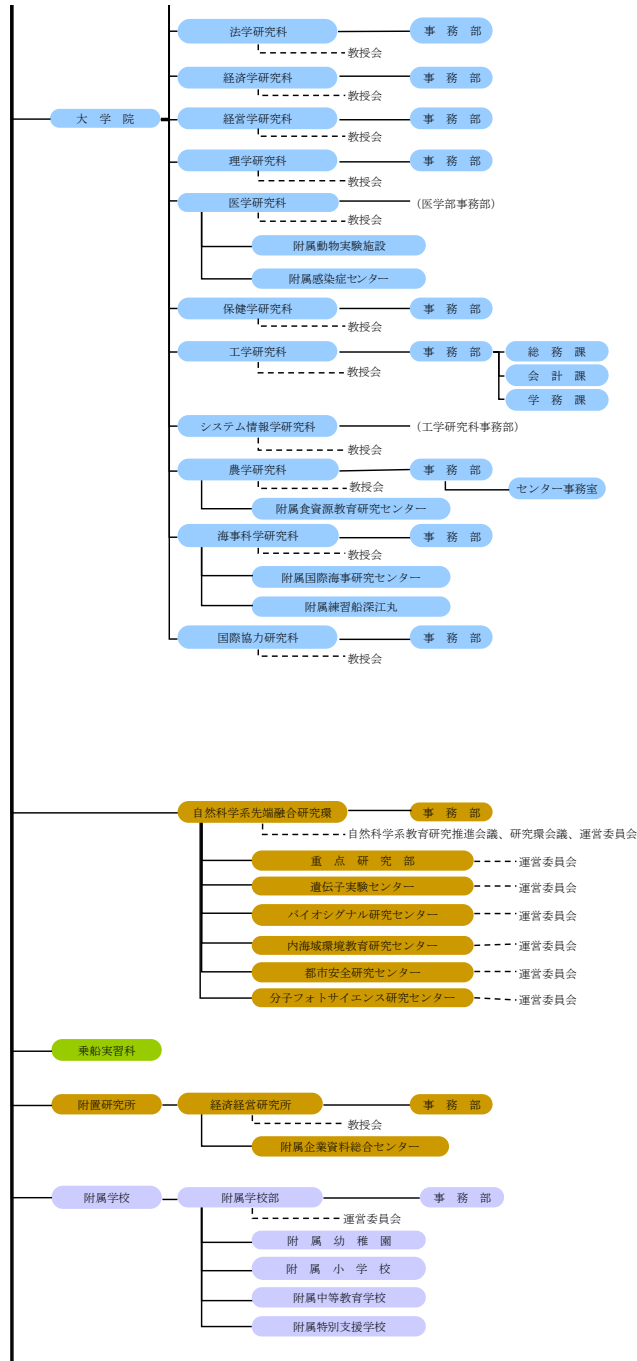 法学研究科 事務部
教授会
経済学研究科 事務部
教授会
大学院 経営学研究科 事務部
教授会
理学研究科 事務部
教授会
医学研究科 (医学部事務部)
教授会
附属動物実験施設
附属感染症センター
保健学研究科 事務部
教授会
工学研究科 事務部 総務課
教授会 会計課
学務課
システム情報学研究科 (工学研究科事務部)
教授会
農学研究科 事務部
教授会 センター事務室
附属食資源教育研究センター
海事科学研究科 事務部
教授会
附属国際海事研究センター
附属練習船深江丸
国際協力研究科 事務部
教授会
自然科学系先端融合研究環 事務部
自然科学系教育研究推進会議、研究環会議、運営委員会
重点研究部 運営委員会
遺伝子実験センター 運営委員会
バイオシグナル研究センター 運営委員会
内海域環境教育研究センター 運営委員会
都市安全研究センター 運営委員会
分子フォトサイエンス研究センター 運営委員会
乗船実習科
附置研究所 経済経営研究所 事務部
教授会
附属企業資料総合センター
附属学校 附属学校部 事務部
運営委員会
附属幼稚園
附属小学校
附属中等教育学校
附属特別支援学校